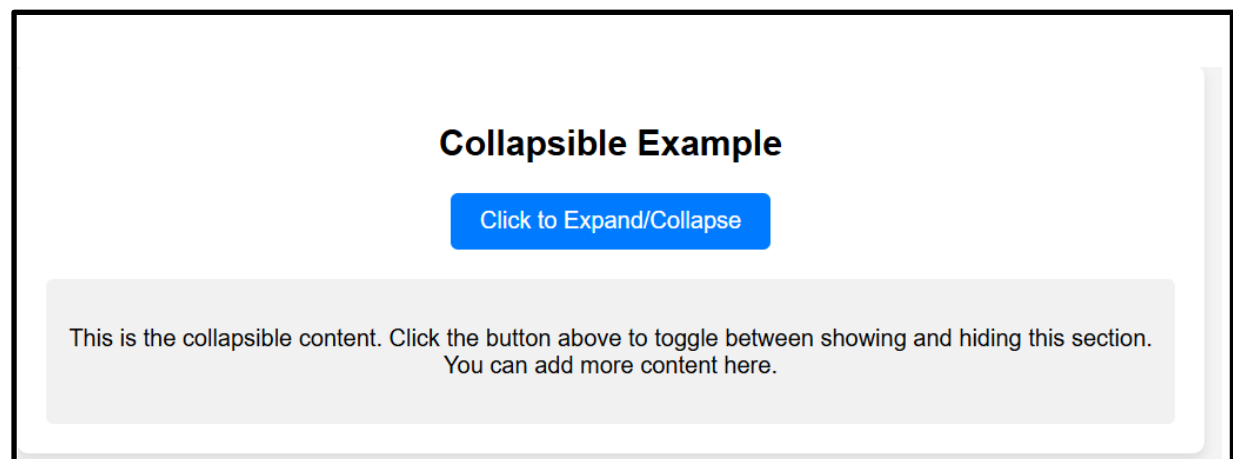 Collapsible Example
Click to Expand/Collapse
This is the collapsible content. Click the button above to toggle between showing and hiding this section.
You can add more content here.